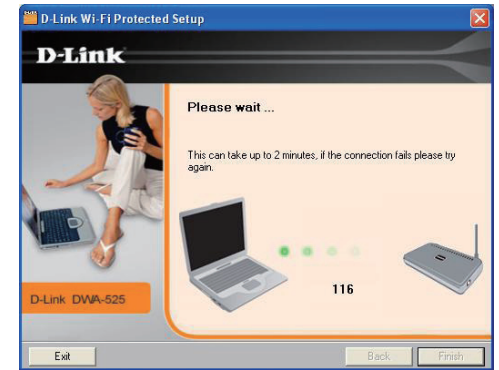 D-Link Wi-Fi Protected Setup
D-Link
Please wait ...
This can take up to 2 minutes, if the connection fails please try
again.
116
D-Link DWA-525
Exit
Back
Finish